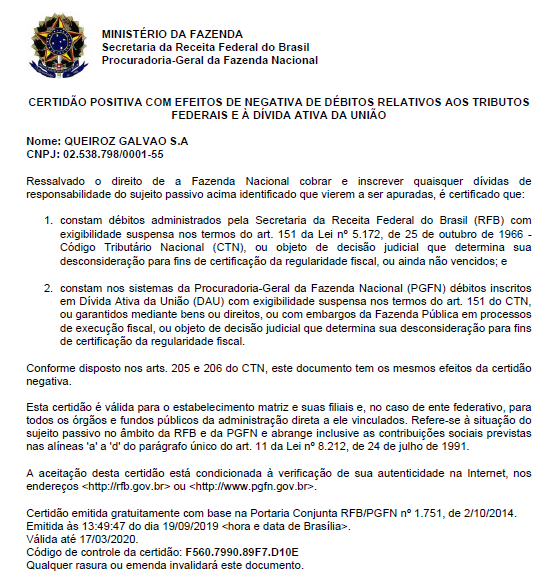 MINISTÉRIO DA FAZENDA
Secretaria da Receita Federal do Brasil
Procuradoria-Geral da Fazenda Nacional
CERTIDÃO POSITIVA COM EFEITOS DE NEGATIVA DE DÉBITOS RELATIVOS AOS TRIBUTOS
FEDERAIS E À DÍVIDA ATIVA DA UNIÃO
Nome: QUEIROZ GALVAO S.A
CNPJ: 02.538.798/0001-55
Ressalvado o direito de a Fazenda Nacional cobrar e inscrever quaisquer dívidas de
responsabilidade do sujeito passivo acima identificado que vierem a ser apuradas, é certificado que:
1. constam débitos administrados pela Secretaria da Receita Federal do Brasil (RFB) com
exigibilidade suspensa nos termos do art. 151 da Lei nº 5.172, de 25 de outubro de 1966 -
Código Tributário Nacional (CTN), ou objeto de decisão judicial que determina sua
desconsideração para fins de certificação da regularidade fiscal, ou ainda não vencidos; e
2. constam nos sistemas da Procuradoria-Geral da Fazenda Nacional (PGFN) débitos inscritos
em Dívida Ativa da União (DAU) com exigibilidade suspensa nos termos do art. 151 do CTN,
ou garantidos mediante bens ou direitos, ou com embargos da Fazenda Pública em processos
de execução fiscal, ou objeto de decisão judicial que determina sua desconsideração para fins
de certificação da regularidade fiscal.
Conforme disposto nos arts. 205 e 206 do CTN, este documento tem os mesmos efeitos da certidão
negativa.
Esta certidão é válida para o estabelecimento matriz e suas filiais e, no caso de ente federativo, para
todos os órgãos e fundos públicos da administração direta a ele vinculados. Refere-se à situação do
sujeito passivo no âmbito da RFB e da PGFN e abrange inclusive as contribuições sociais previstas
nas alíneas 'a' a 'd' do parágrafo único do art. 11 da Lei nº 8.212, de 24 de julho de 1991.
A aceitação desta certidão está condicionada à verificação de sua autenticidade na Internet, nos
endereços <http://rfb.gov.br> ou <http://www.pgfn.gov.br>.
Certidão emitida gratuitamente com base na Portaria Conjunta RFB/PGFN nº 1.751, de 2/10/2014.
Emitida às 13:49:47 do dia 19/09/2019 <hora e data de Brasília>.
Válida até 17/03/2020.
Código de controle da certidão: F560.7990.89F7.D10E
Qualquer rasura ou emenda invalidará este documento.